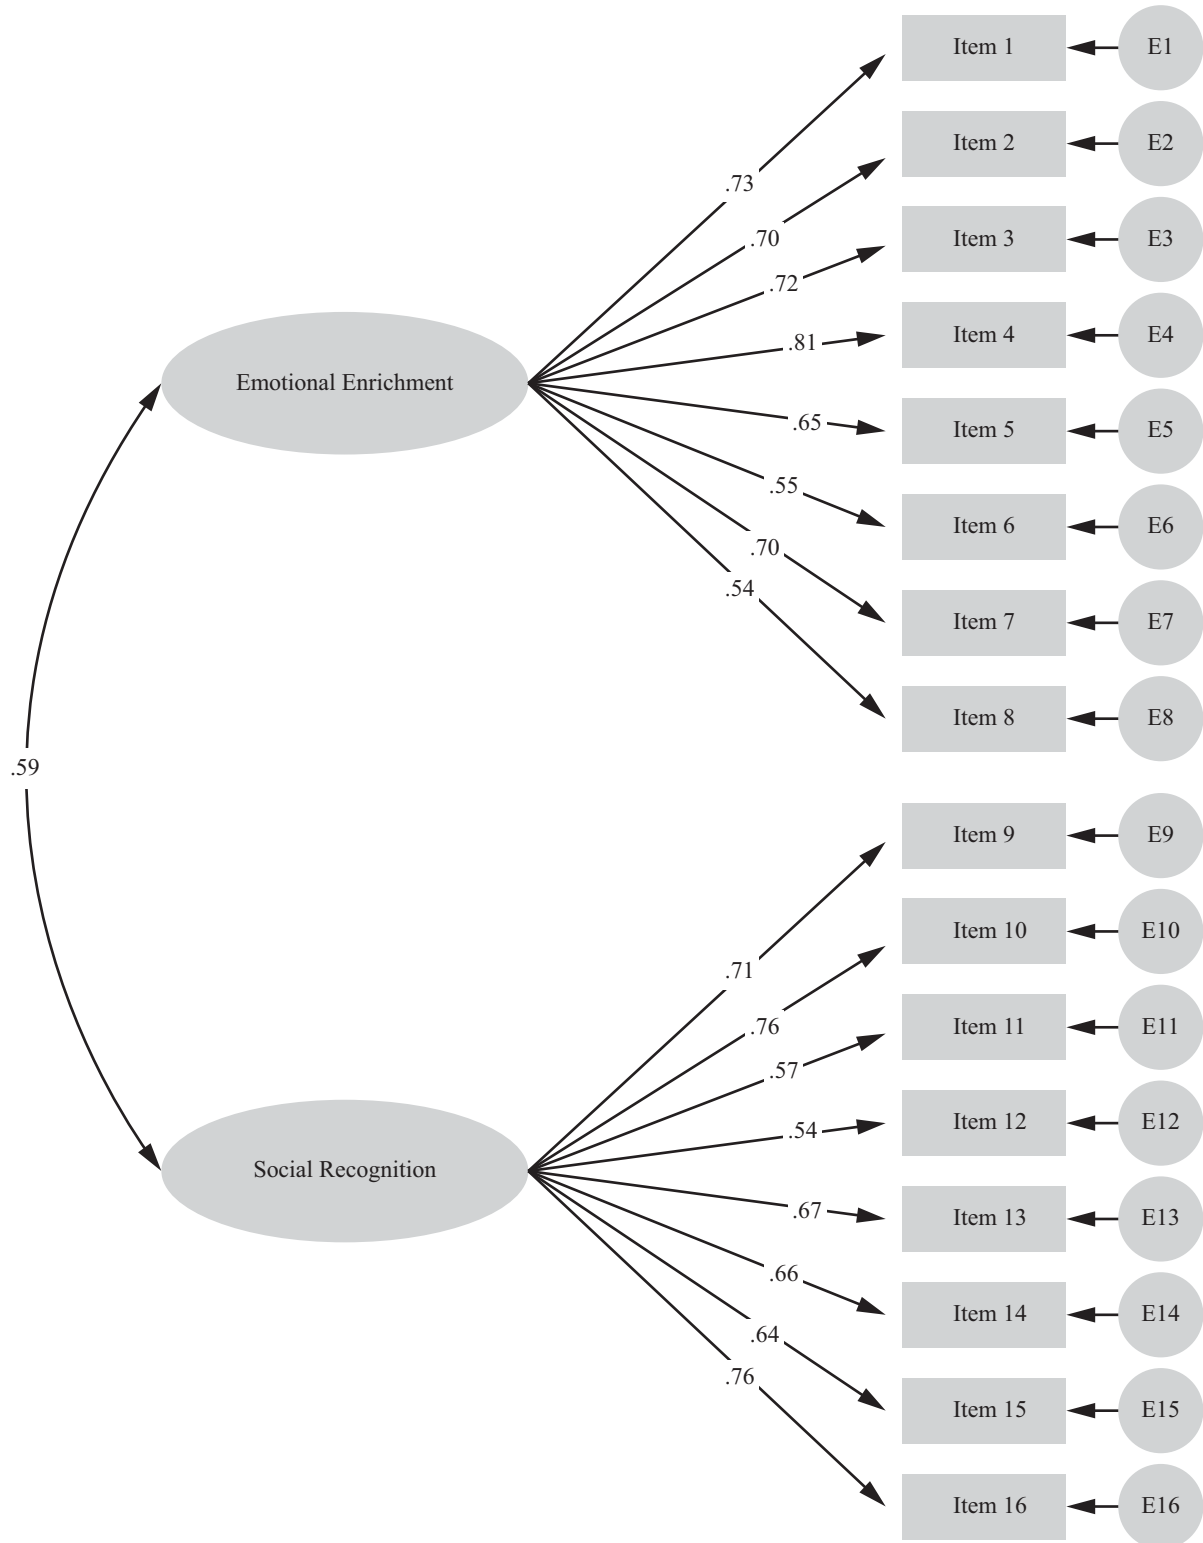 Item 1
E1
Item 2
E2
.73
Item 3
E3
.70
.72
Item 4
E4
.81
Emotional Enrichment
Item 5
E5
.65
.55
Item 6
E6
.70
.54
Item 7
E7
Item 8
E8
.59
Item 9
E9
Item 10
E10
.71
.76
Item 11
E11
.57
Item 12
E12
.54
Social Recognition
Item 13
E13
.67
.66
Item 14
E14
.64
.76
Item 15
E15
Item 16
E16